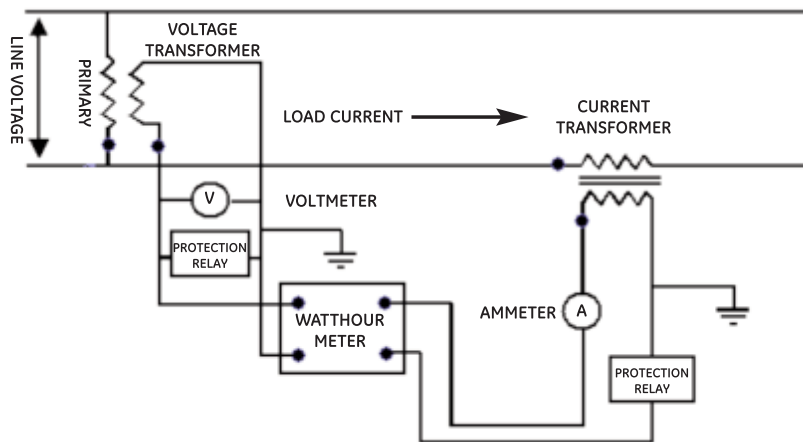 LINE VOLTAGE
PRIMARY
VOLTAGE
TRANSFORMER
LOAD CURRENT
CURRENT
TRANSFORMER
V
VOLTMETER
PROTECTION
RELAY
WATTHOUR
METER
AMMETER
A
PROTECTION
RELAY